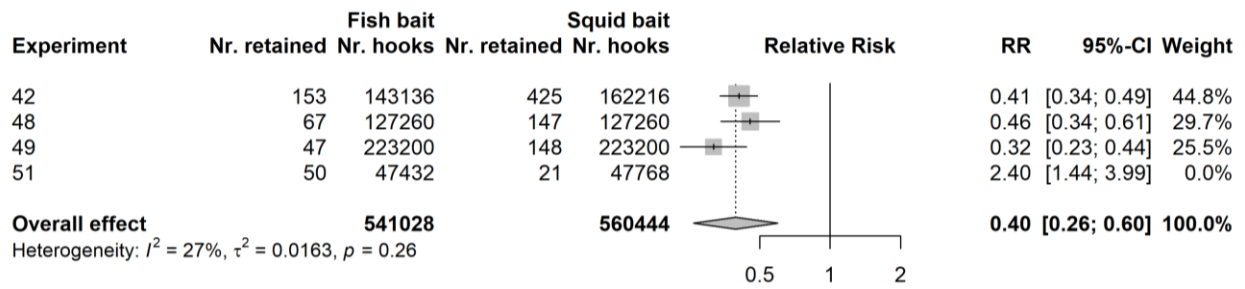 Fish bait Squid bait
Experiment Nr. retained Nr. hooks Nr. retained Nr. hooks Relative Risk RR 95%-CI Weight
42 153 143136 425 162216 0.41 [0.34; 0.49] 44.8%
48 67 127260 147 127260 0.46 [0.34; 0.61] 29.7%
49 47 223200 148 223200 0.32 [0.23; 0.44] 25.5%
51 50 47432 21 47768 2.40 [1.44; 3.99] 0.0%
Overall effect 541028 560444 0.40 [0.26; 0.60] 100.0%
Heterogeneity: I² = 27%, τ² = 0.0163, p = 0.26
0.5 1 2